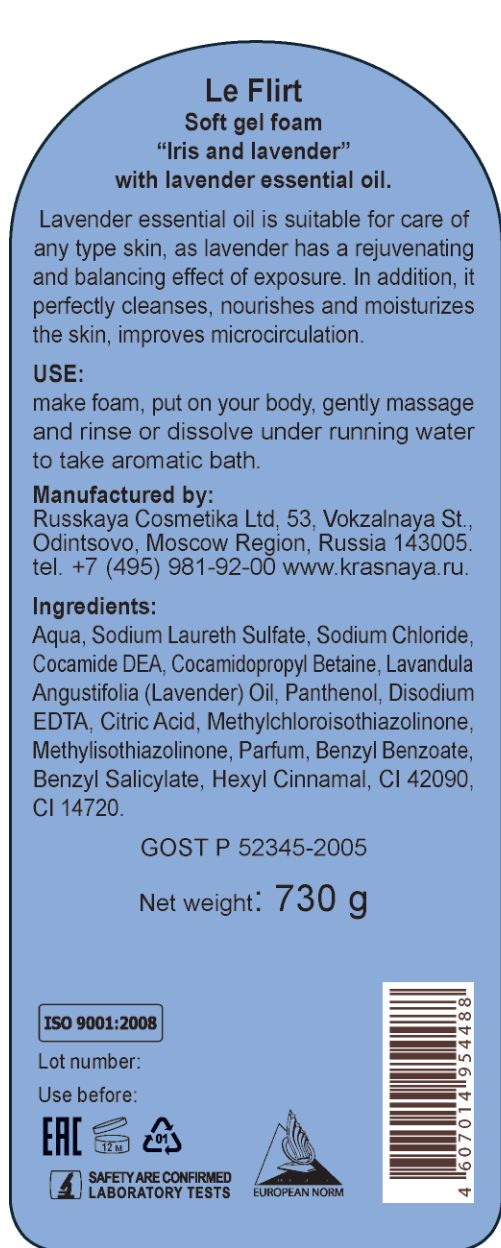 Le Flirt
Soft gel foam
“Iris and lavender”
with lavender essential oil.
Lavender essential oil is suitable for care of
any type skin, as lavender has a rejuvenating
and balancing effect of exposure. In addition, it
perfectly cleanses, nourishes and moisturizes
the skin, improves microcirculation.
USE:
make foam, put on your body, gently massage
and rinse or dissolve under running water
to take aromatic bath.
Manufactured by:
Russkaya Cosmetika Ltd, 53, Vokzalnaya St.,
Odintsovo, Moscow Region, Russia 143005.
tel. +7 (495) 981-92-00 www.krasnaya.ru.
Ingredients:
Aqua, Sodium Laureth Sulfate, Sodium Chloride,
Cocamide DEA, Cocamidopropyl Betaine, Lavandula
Angustifolia (Lavender) Oil, Panthenol, Disodium
EDTA, Citric Acid, Methylchloroisothiazolinone,
Methylisothiazolinone, Parfum, Benzyl Benzoate,
Benzyl Salicylate, Hexyl Cinnamal, CI 42090,
CI 14720.
GOST P 52345-2005
Net weight: 730 g
ISO 9001:2008
Lot number:
Use before:
EAC
12 м
01
SAFETY ARE CONFIRMED
LABORATORY TESTS
EUROPEAN NORM
4 607014 954488